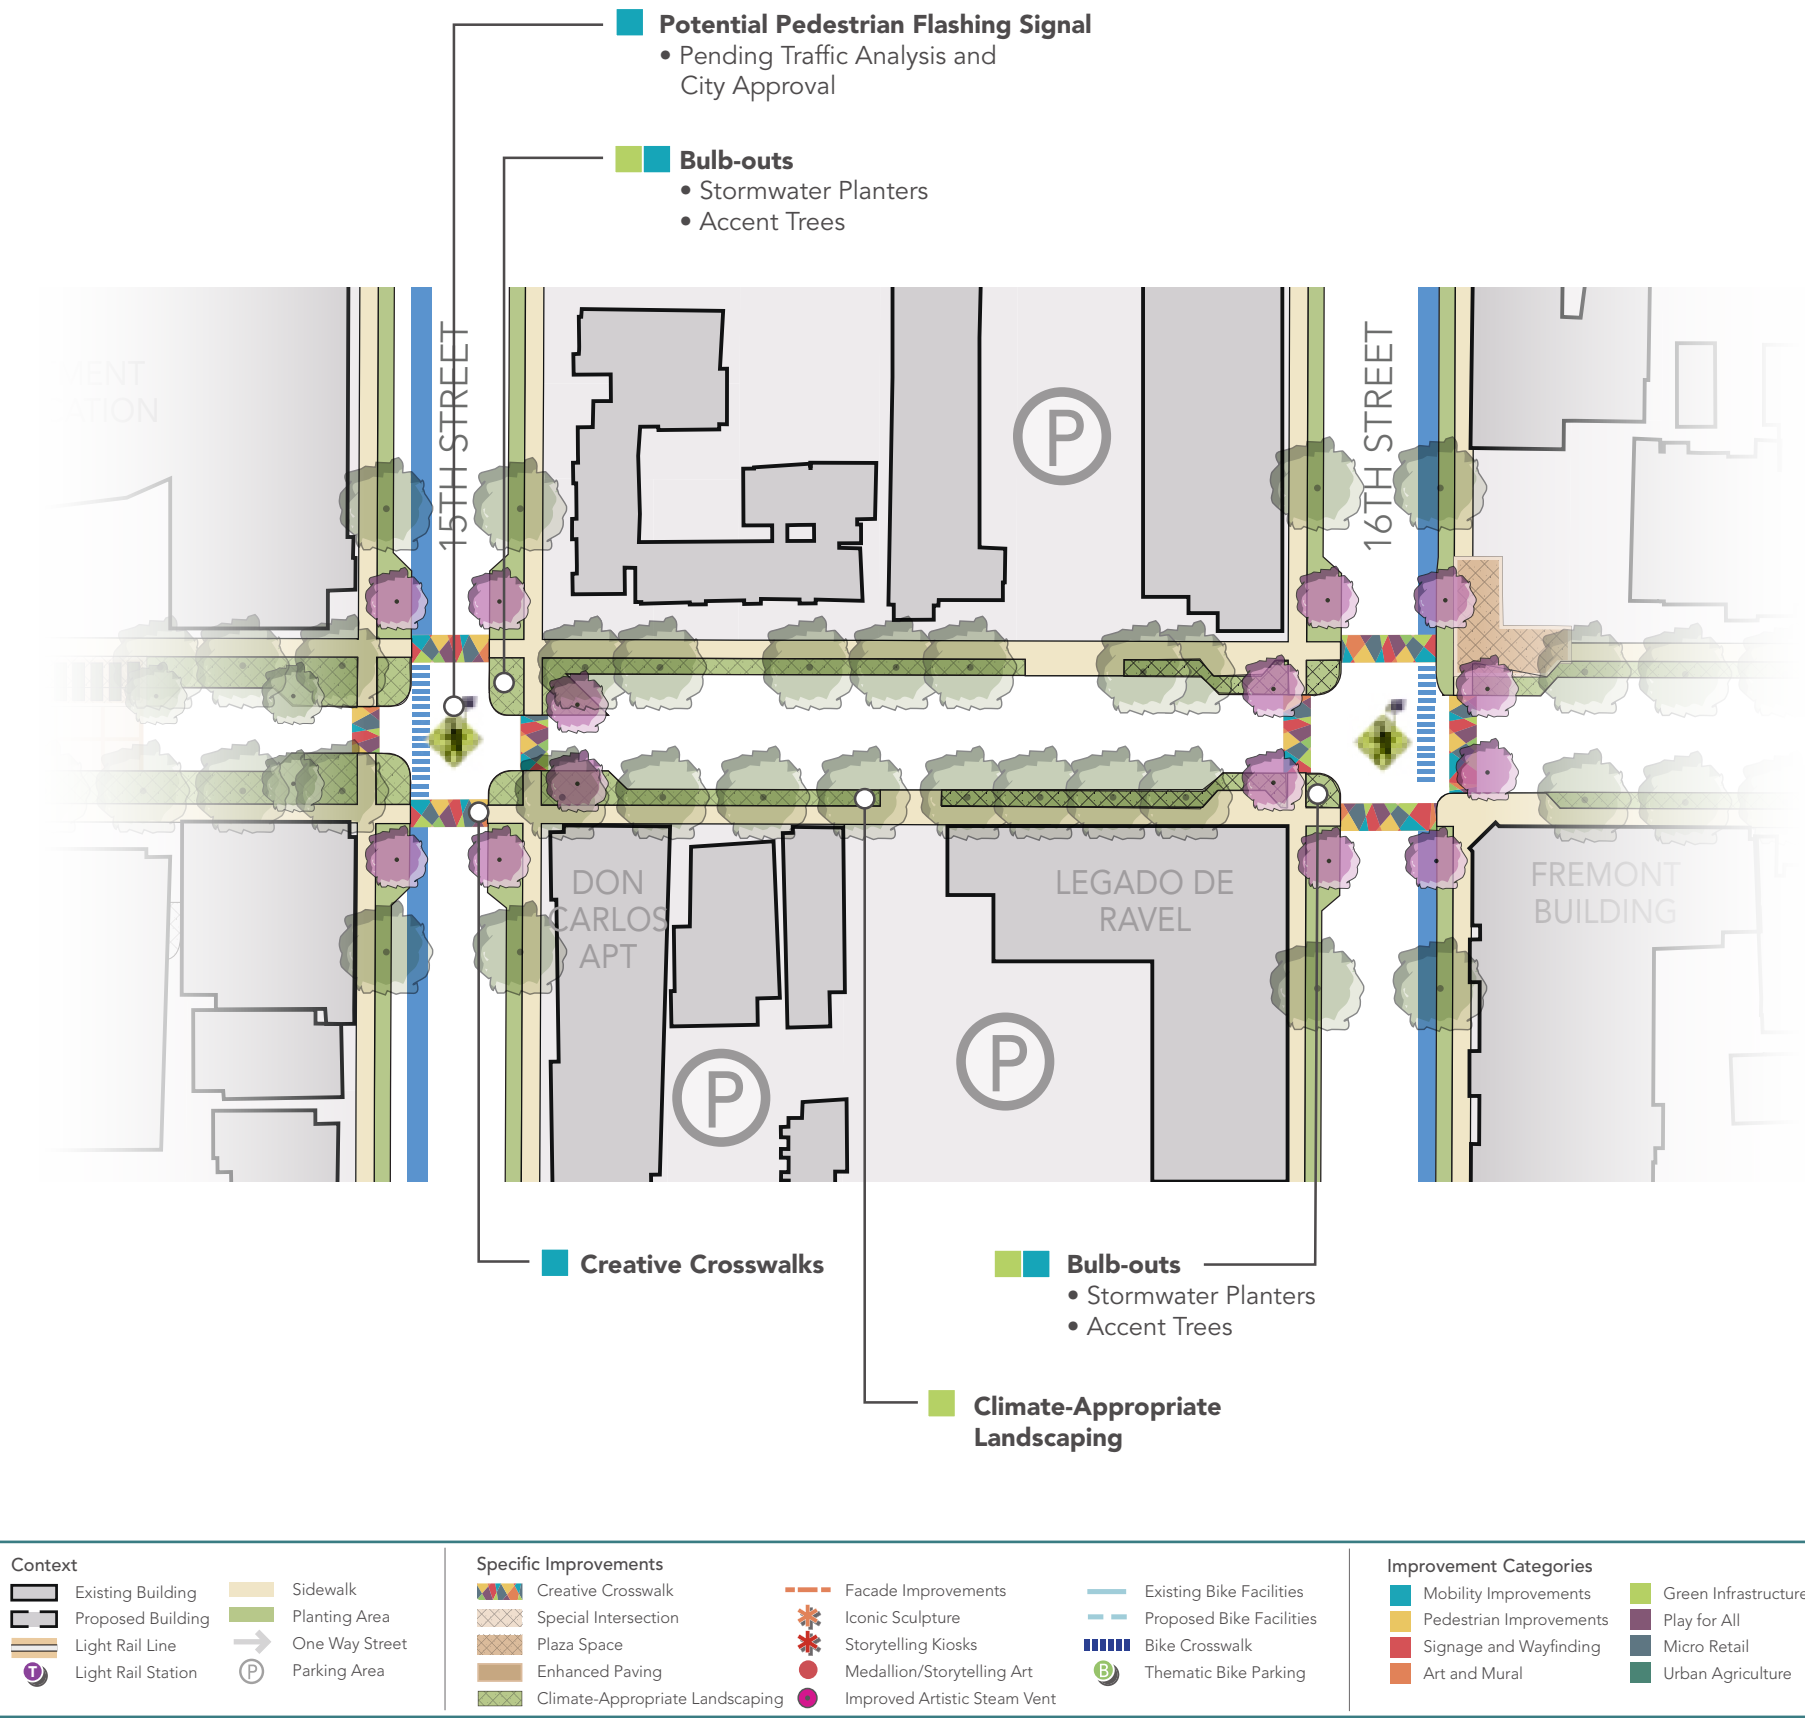 Potential Pedestrian Flashing Signal
• Pending Traffic Analysis and
City Approval
Bulb-outs
• Stormwater Planters
• Accent Trees
15TH STREET
16TH STREET
P
DON
CARLOS
APT
LEGADO DE
RAVEL
FREMONT
BUILDING
P
P
Creative Crosswalks
Bulb-outs
• Stormwater Planters
• Accent Trees
Climate-Appropriate
Landscaping
Context
Existing Building
Proposed Building
Light Rail Line
T Light Rail Station
Sidewalk
Planting Area
One Way Street
P Parking Area
Specific Improvements
Creative Crosswalk
Special Intersection
Plaza Space
Enhanced Paving
Climate-Appropriate Landscaping
Facade Improvements
Iconic Sculpture
Storytelling Kiosks
Medallion/Storytelling Art
Improved Artistic Steam Vent
Existing Bike Facilities
Proposed Bike Facilities
Bike Crosswalk
B Thematic Bike Parking
Improvement Categories
Mobility Improvements
Pedestrian Improvements
Signage and Wayfinding
Art and Mural
Green Infrastructure
Play for All
Micro Retail
Urban Agriculture